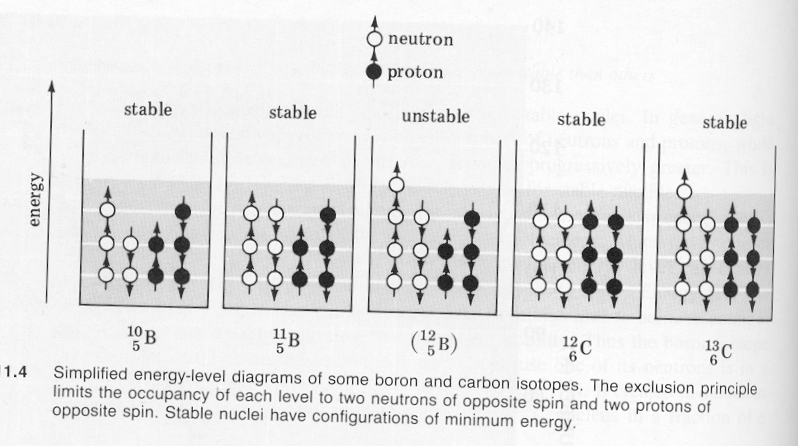 neutron
proton
stable
stable
unstable
stable
stable
energy
¹⁰₅B
¹¹₅B
(¹²₅B)
¹²₆C
¹³₆C
1.4 Simplified energy-level diagrams of some boron and carbon isotopes. The exclusion principle
limits the occupancy of each level to two neutrons of opposite spin and two protons of
opposite spin. Stable nuclei have configurations of minimum energy.